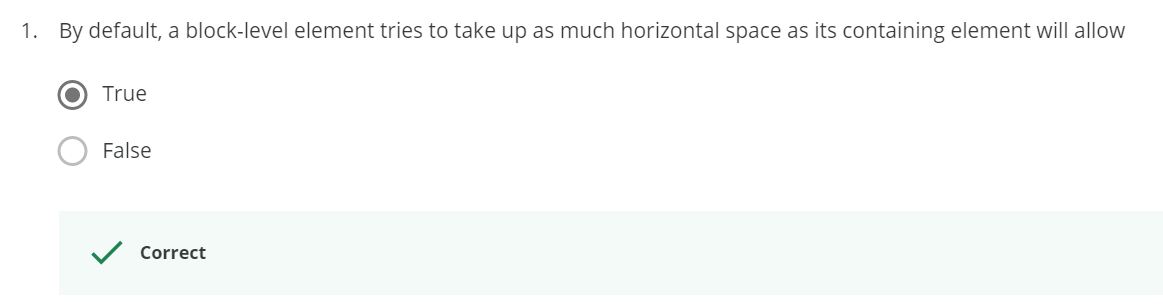 1. By default, a block-level element tries to take up as much horizontal space as its containing element will allow
True
False
Correct